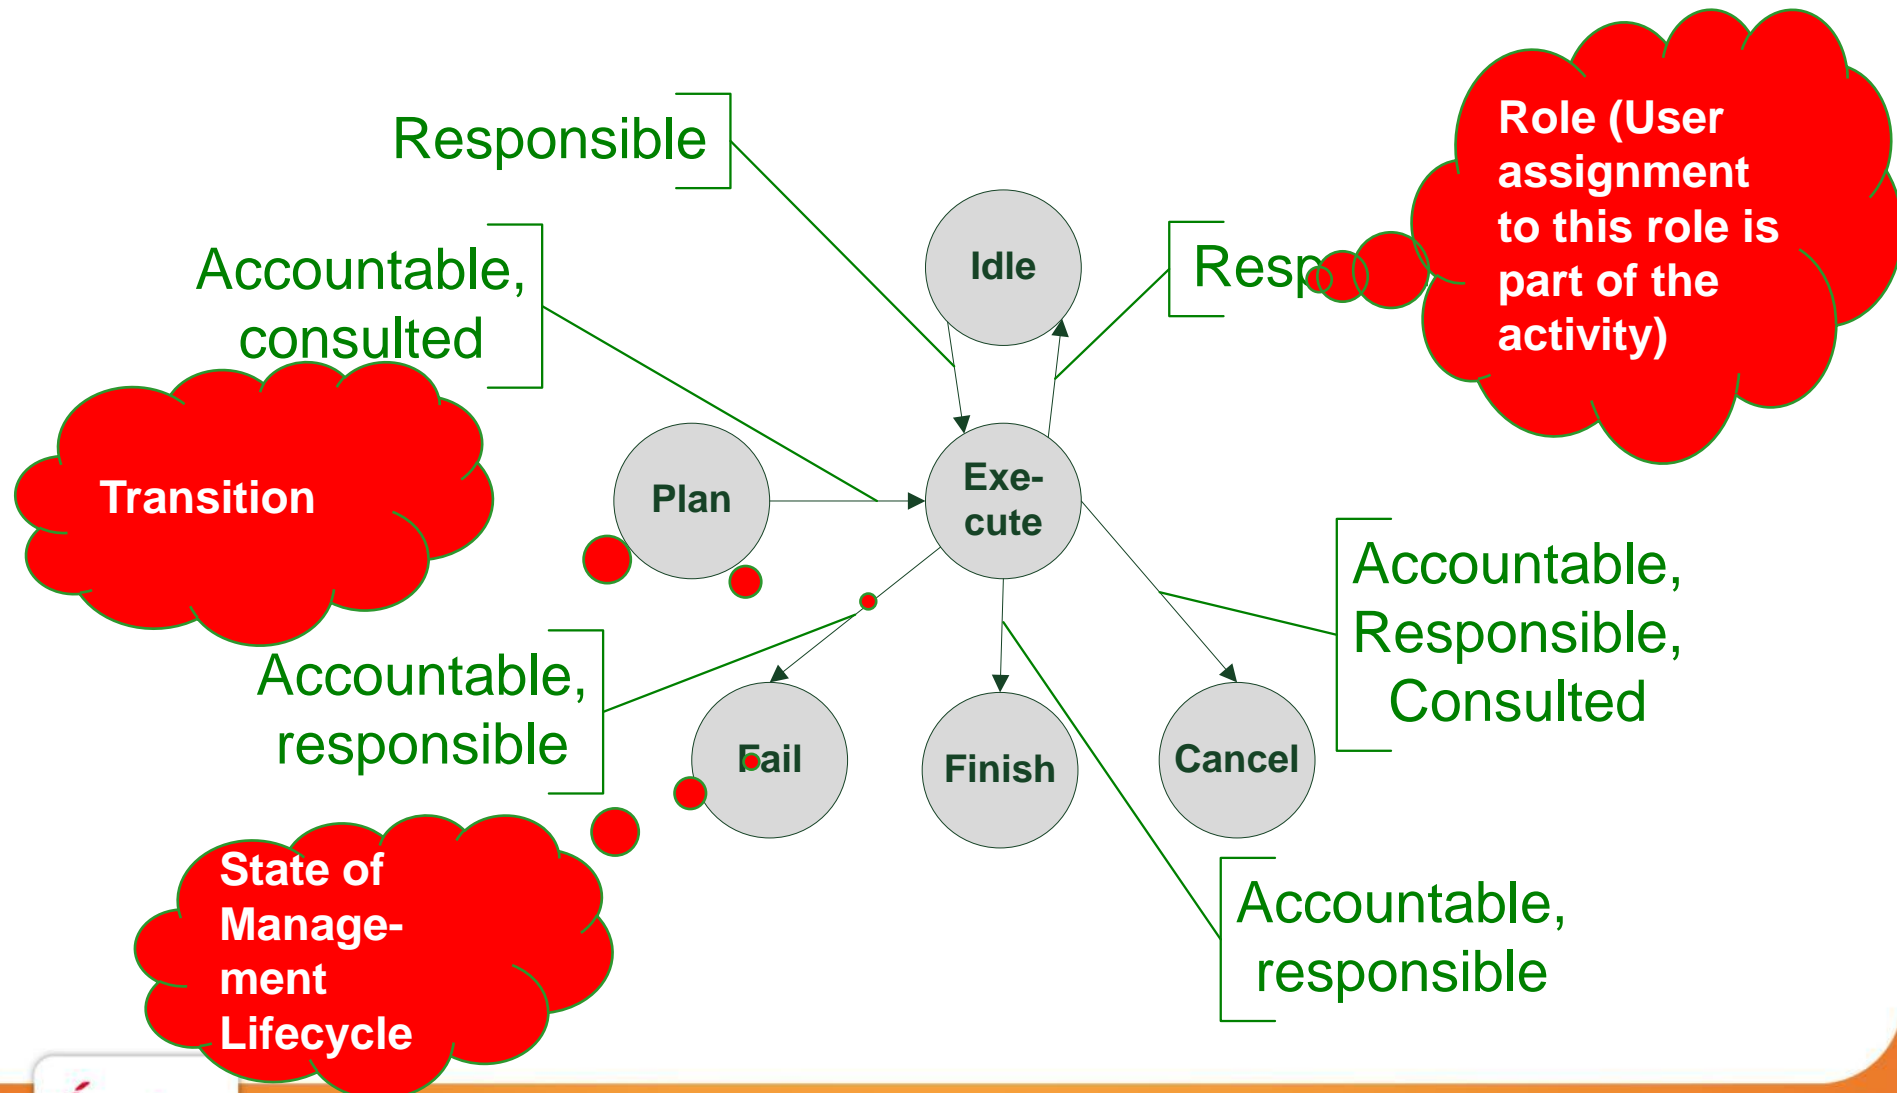 Responsible
Accountable,
consulted
Idle
Role (User
assignment
to this role is
part of the
activity)
Transition
Plan
Exe-
cute
Accountable,
Responsible,
Consulted
Accountable,
responsible
Fail
Finish
Cancel
State of
Manage-
ment
Lifecycle
Accountable,
responsible